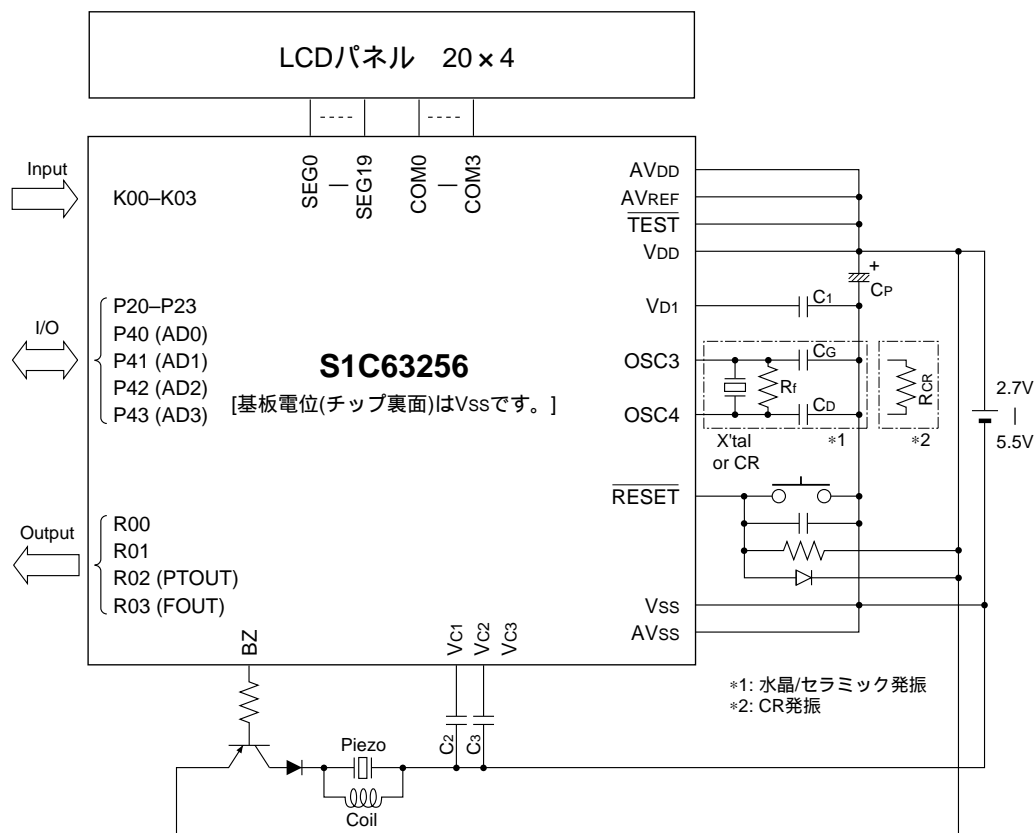 LCDパネル 20 × 4
SEG0
SEG19
COM0
COM3
Input
K00–K03
I/O
P20–P23
P40 (AD0)
P41 (AD1)
P42 (AD2)
P43 (AD3)
Output
R00
R01
R02 (PTOUT)
R03 (FOUT)
S1C63256
[基板電位(チップ裏面)はVSSです。]
AVDD
AVREF
TEST
VDD
VD1
OSC3
OSC4
RESET
VSS
AVSS
+
CP
C1
CG
Rf
CD
X'tal
or CR
*1
RCR
*2
2.7V
|
5.5V
BZ
VC1
VC2
VC3
C2
C3
Piezo
Coil
*1: 水晶/セラミック発振
*2: CR発振